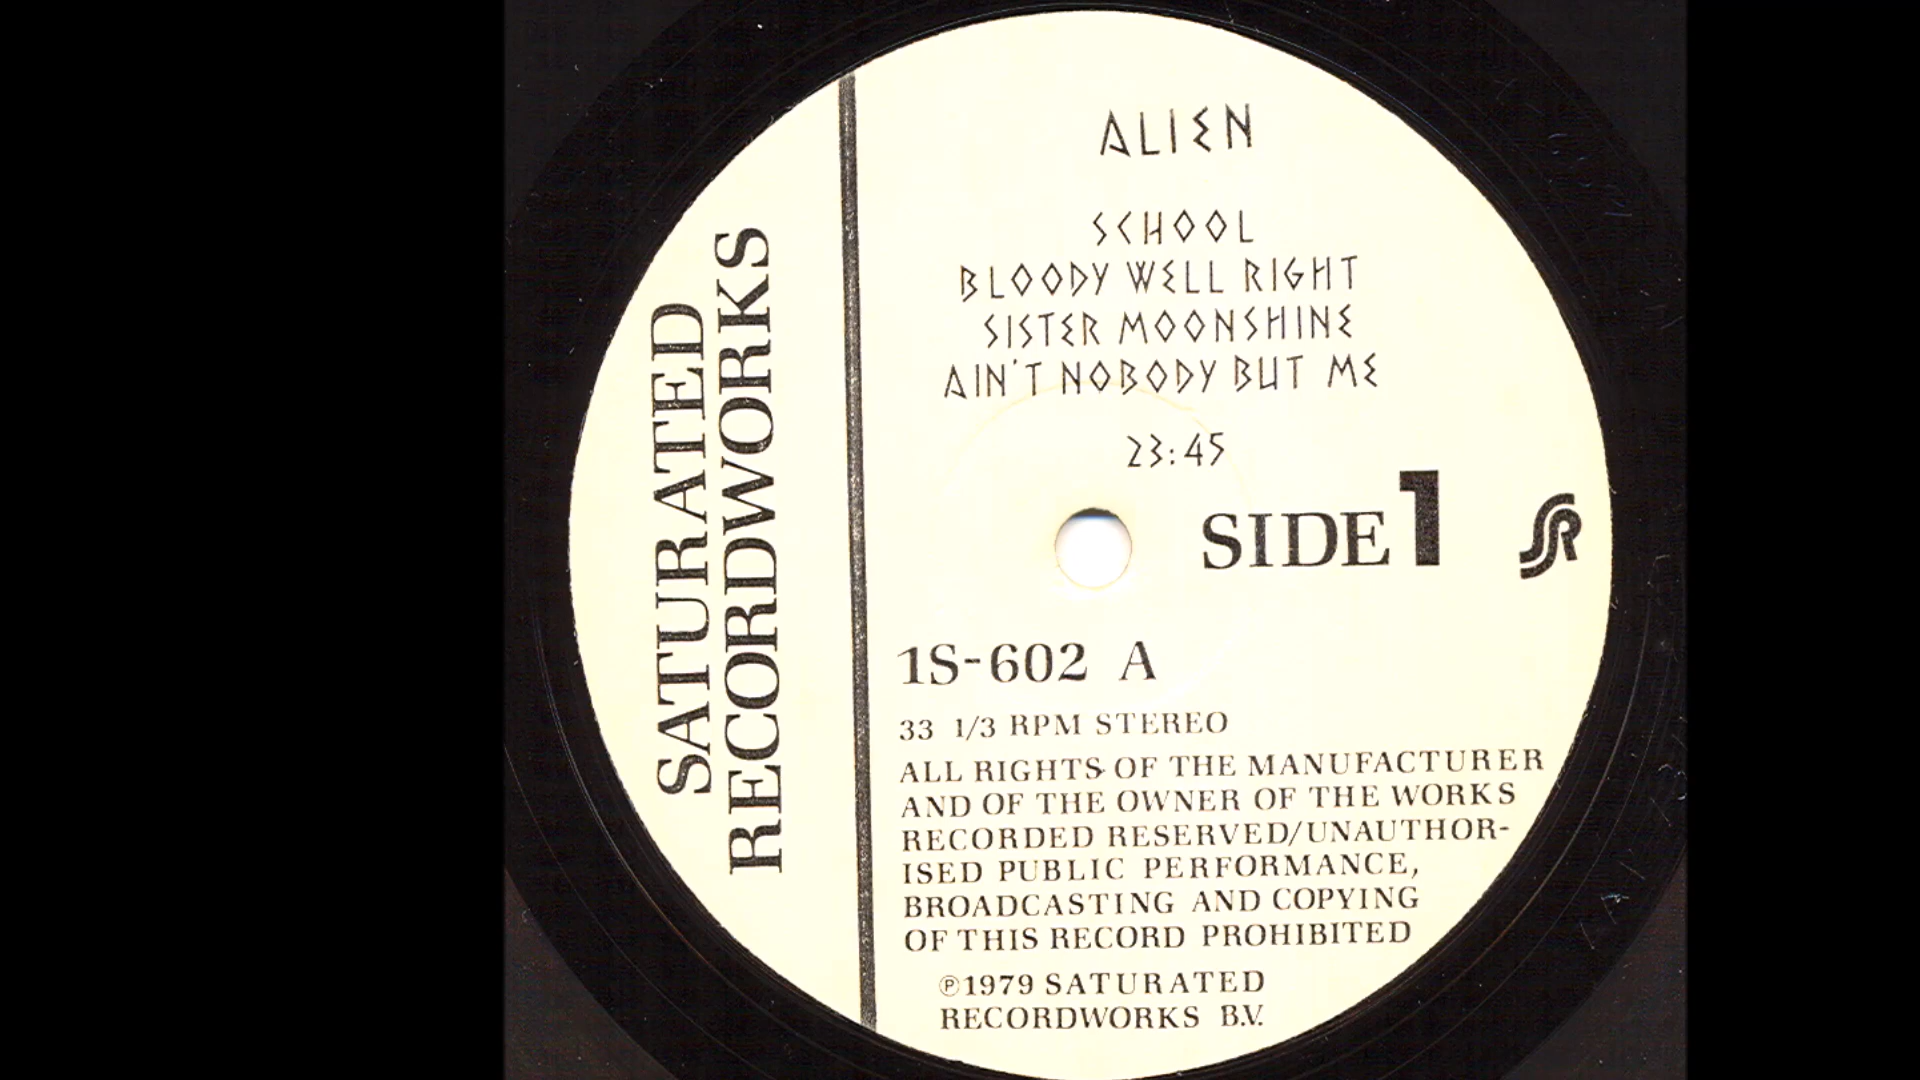 SATURATED
RECORDWORKS
ALIEN
SCHOOL
BLOODY WELL RIGHT
SISTER MOONSHINE
AIN'T NOBODY BUT ME
23:45
SIDE 1
SR
1S-602 A
33 1/3 RPM STEREO
ALL RIGHTS OF THE MANUFACTURER
AND OF THE OWNER OF THE WORKS
RECORDED RESERVED/UNAUTHOR-
ISED PUBLIC PERFORMANCE,
BROADCASTING AND COPYING
OF THIS RECORD PROHIBITED
℗1979 SATURATED
RECORDWORKS B.V.